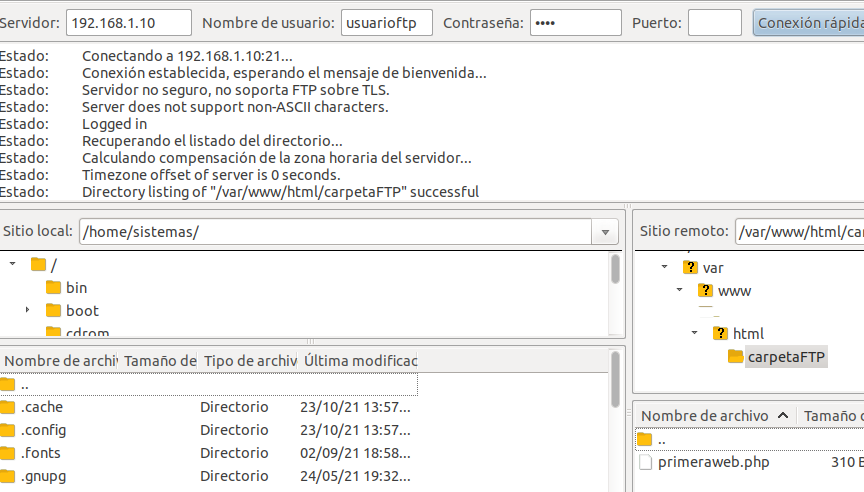 Servidor: 192.168.1.10 Nombre de usuario: usuarioftp Contraseña: •••• Puerto: Conexión rápida
Estado: Conectando a 192.168.1.10:21...
Estado: Conexión establecida, esperando el mensaje de bienvenida...
Estado: Servidor no seguro, no soporta FTP sobre TLS.
Estado: Server does not support non-ASCII characters.
Estado: Logged in
Estado: Recuperando el listado del directorio...
Estado: Calculando compensación de la zona horaria del servidor...
Estado: Timezone offset of server is 0 seconds.
Estado: Directory listing of "/var/www/html/carpetaFTP" successful
Sitio local: /home/sistemas/
/
bin
boot
cdrom
Nombre de archiv Tamaño de Tipo de archiv Última modificac
..
.cache Directorio 23/10/21 13:57...
.config Directorio 23/10/21 13:57...
.fonts Directorio 02/09/21 18:58...
.gnupg Directorio 24/05/21 19:32...
Sitio remoto: /var/www/html/car
var
www
html
carpetaFTP
Nombre de archivo Tamaño d
..
primeraweb.php 310 B